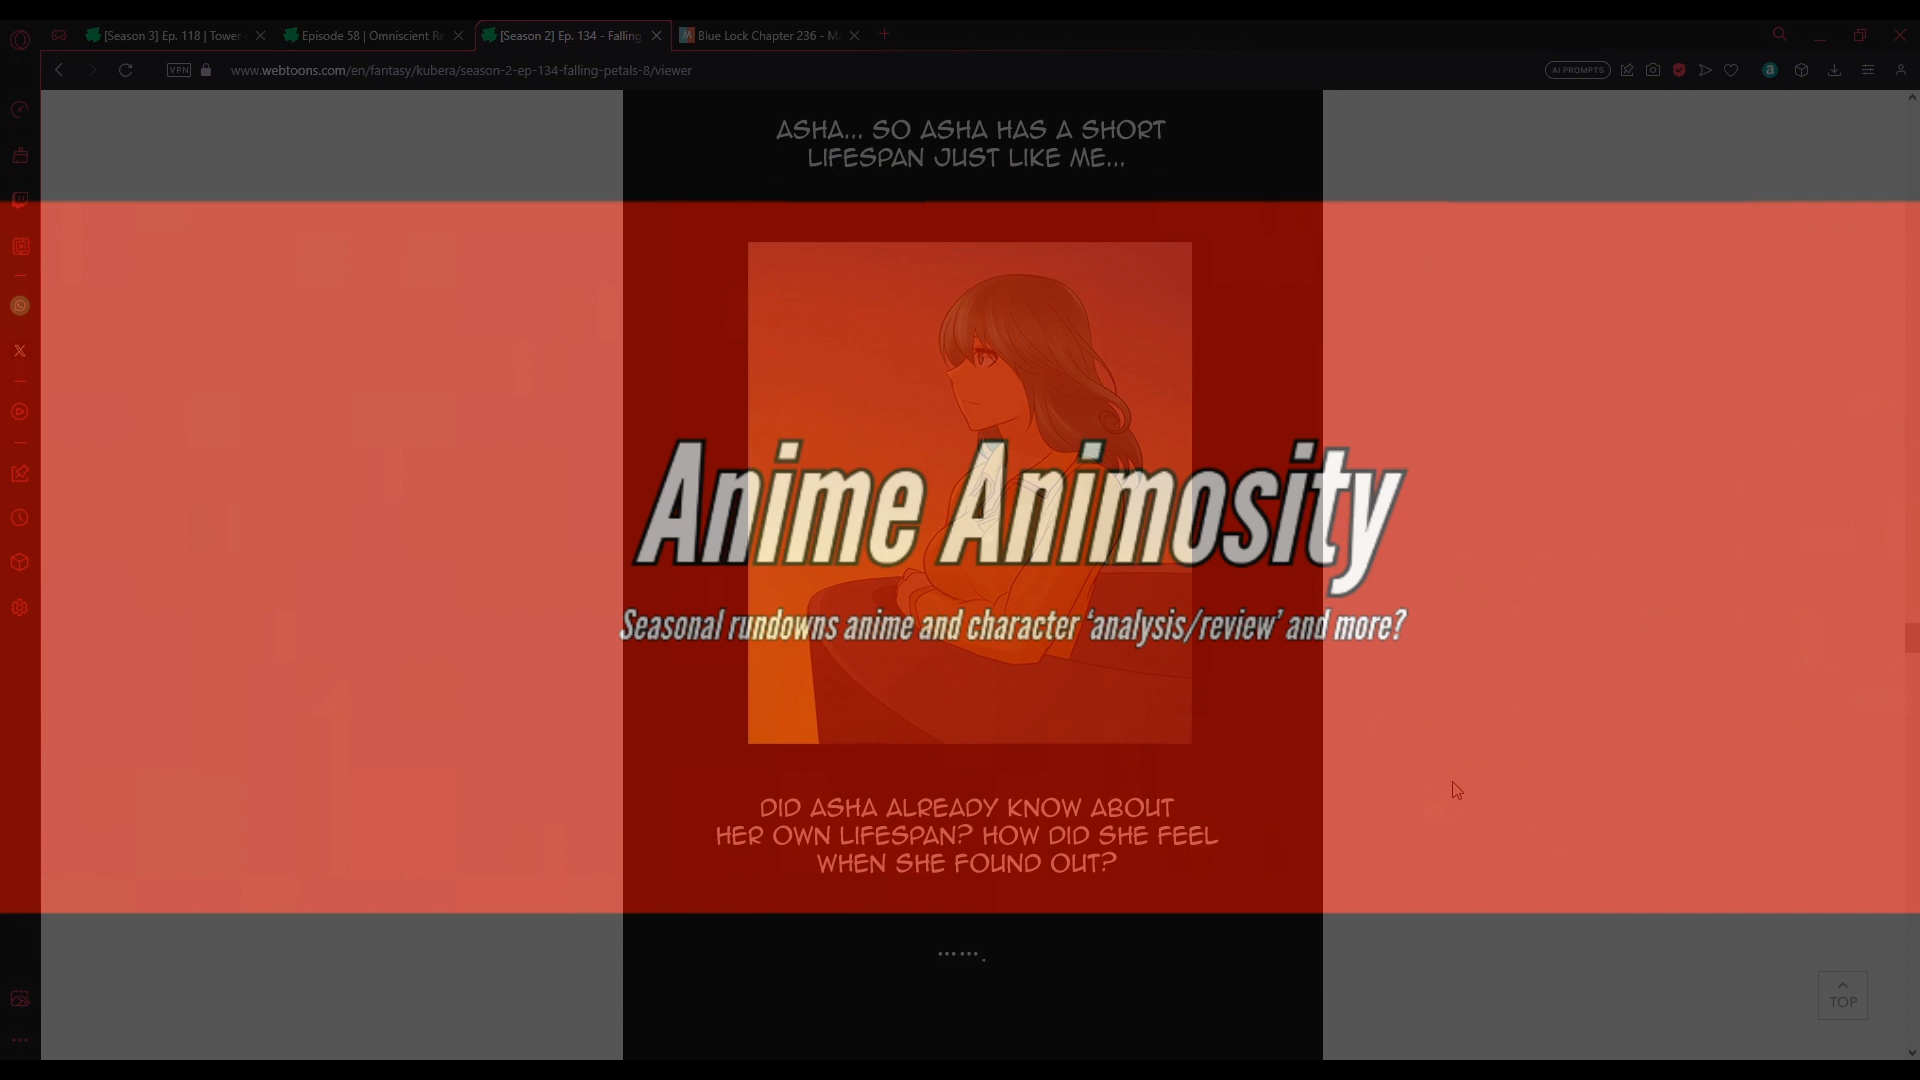 [Season 3] Ep. 118 | Tower
Episode 58 | Omniscient Re
[Season 2] Ep. 134 - Falling
Blue Lock Chapter 236 - M
VPN
www.webtoons.com/en/fantasy/kubera/season-2-ep-134-falling-petals-8/viewer
AI PROMPTS
ASHA... SO ASHA HAS A SHORT
LIFESPAN JUST LIKE ME...
Anime Animosity
Seasonal rundowns anime and character ‘analysis/review’ and more?
DID ASHA ALREADY KNOW ABOUT
HER OWN LIFESPAN? HOW DID SHE FEEL
WHEN SHE FOUND OUT?
.......
TOP